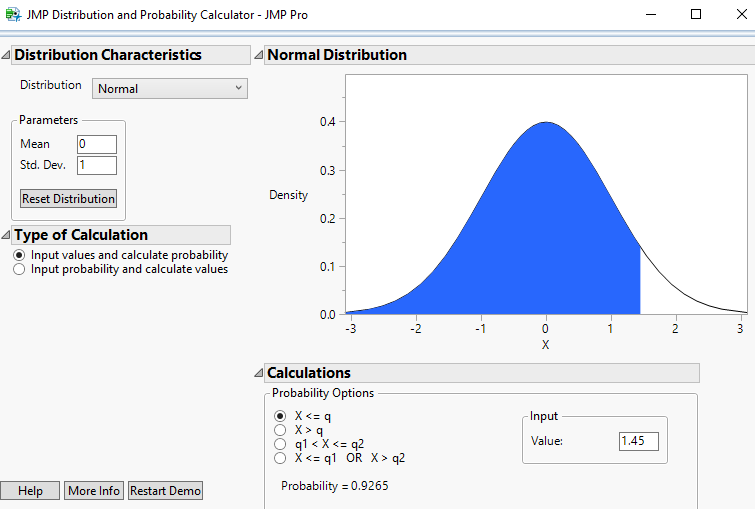 JMP Distribution and Probability Calculator - JMP Pro
Distribution Characteristics
Distribution Normal
Parameters
Mean 0
Std. Dev. 1
Reset Distribution
Type of Calculation
Input values and calculate probability
Input probability and calculate values
Normal Distribution
Density
0.4
0.3
0.2
0.1
0.0
-3 -2 -1 0 1 2 3
X
Calculations
Probability Options
X <= q
X > q
q1 < X <= q2
X <= q1 OR X > q2
Input
Value: 1.45
Probability = 0.9265
Help More Info Restart Demo